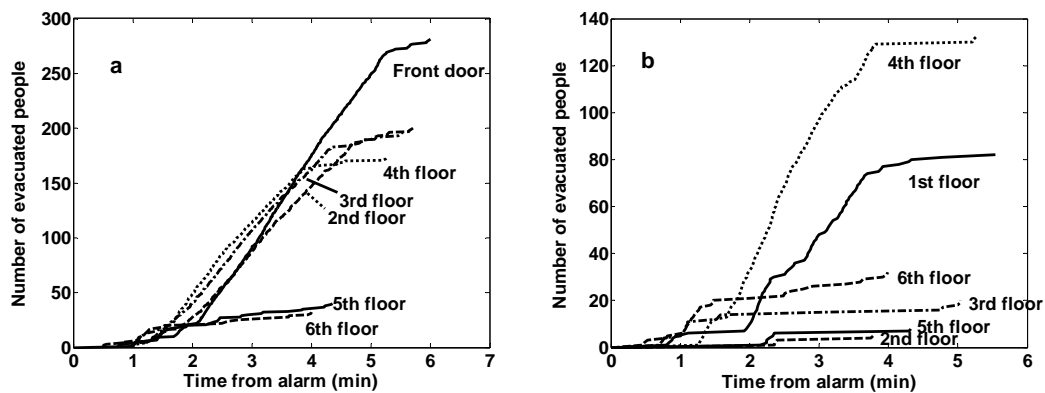 300
250
200
150
100
50
0
0 1 2 3 4 5 6 7
Number of evacuated people
Time from alarm (min)
a
Front door
4th floor
3rd floor
2nd floor
5th floor
6th floor
140
120
100
80
60
40
20
0
0 1 2 3 4 5 6
Number of evacuated people
Time from alarm (min)
b
4th floor
1st floor
6th floor
3rd floor
5th floor
2nd floor